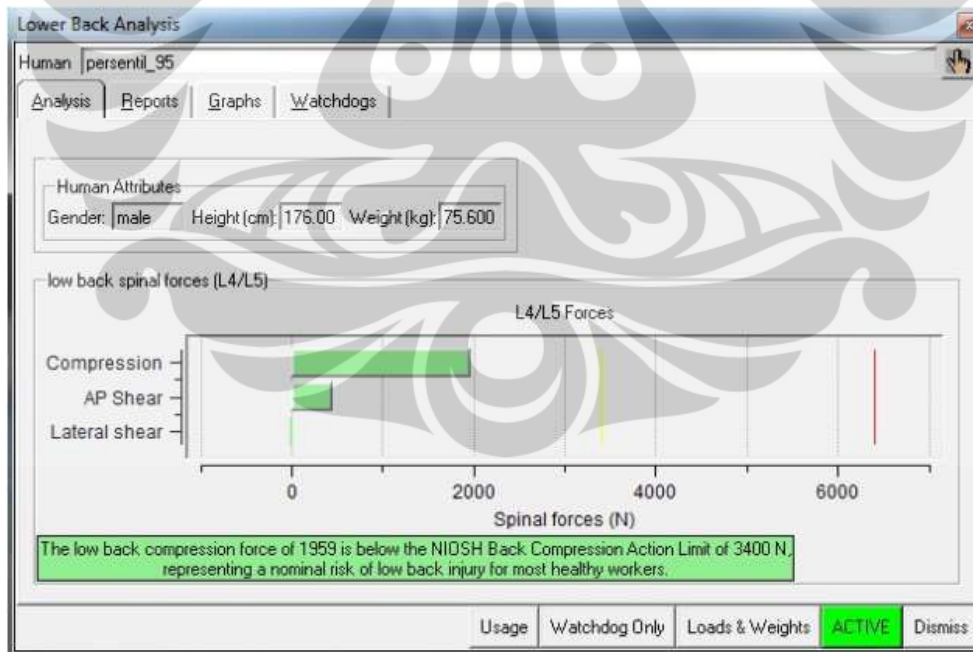 Lower Back Analysis
Human persentil_95
Analysis Reports Graphs Watchdogs
Human Attributes
Gender: male Height (cm): 176.00 Weight (kg): 75.600
low back spinal forces (L4/L5)
L4/L5 Forces
Compression
AP Shear
Lateral shear
0 2000 4000 6000
Spinal forces (N)
The low back compression force of 1959 is below the NIOSH Back Compression Action Limit of 3400 N,
representing a nominal risk of low back injury for most healthy workers.
Usage Watchdog Only Loads & Weights ACTIVE Dismiss